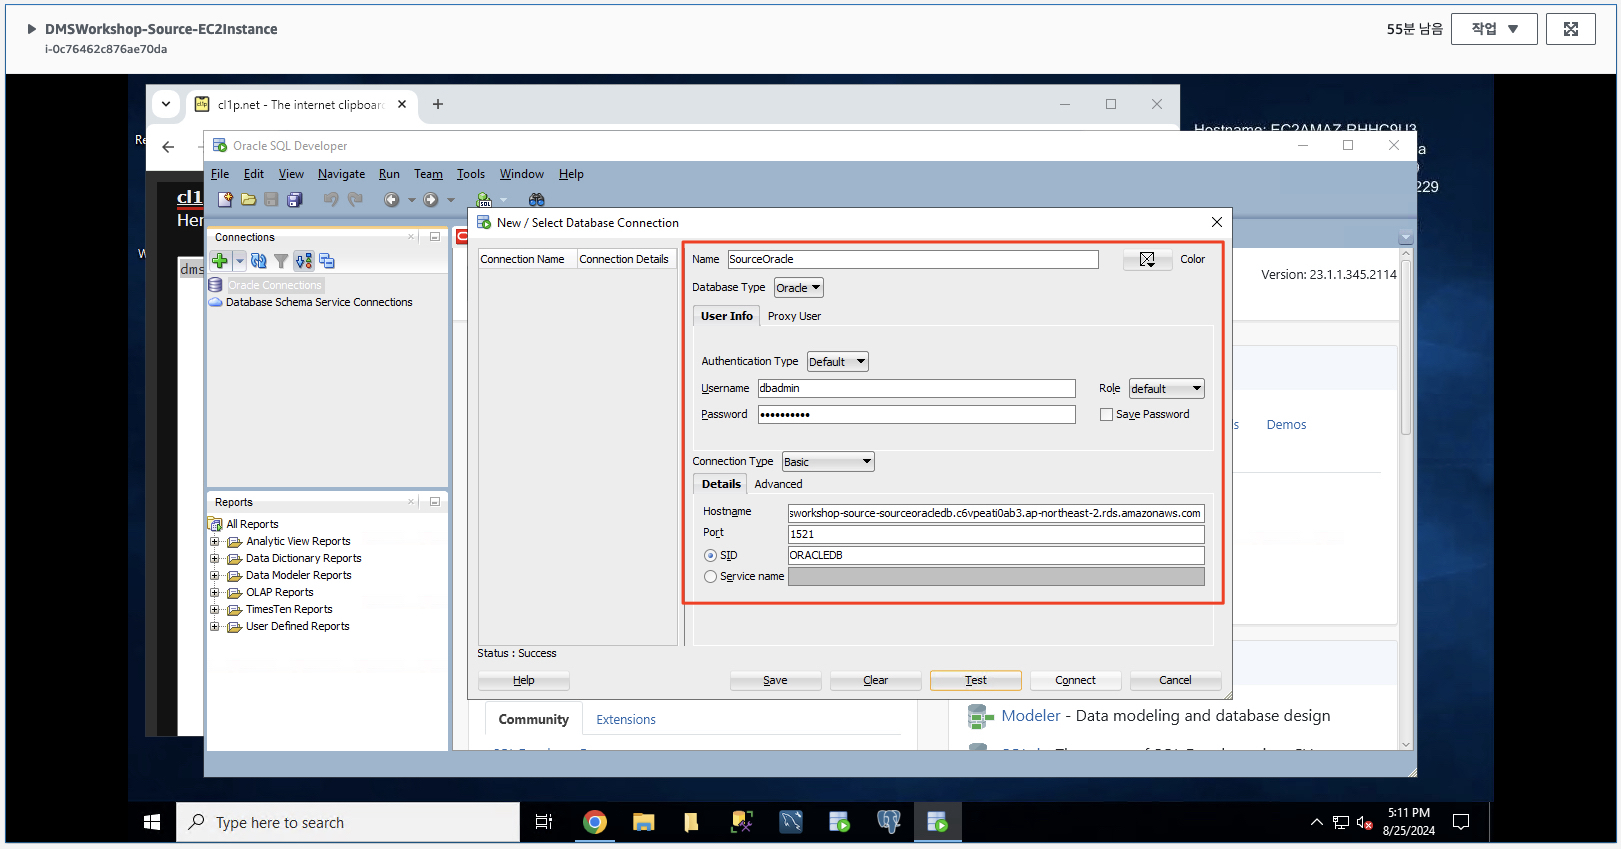 DMSWorkshop-Source-EC2Instance
i-0c76462c876ae70da
55분 남음
작업
cl1p.net - The internet clipboard
Hostname: EC2AMAZ-RHHC9U3
229
Oracle SQL Developer
File Edit View Navigate Run Team Tools Window Help
cl1
Her
dms
Connections
Oracle Connections
Database Schema Service Connections
Reports
All Reports
Analytic View Reports
Data Dictionary Reports
Data Modeler Reports
OLAP Reports
TimesTen Reports
User Defined Reports
New / Select Database Connection
Connection Name Connection Details
Name SourceOracle
Color
Database Type Oracle
User Info Proxy User
Authentication Type Default
Username dbadmin
Role default
Password ••••••••••
Save Password
Connection Type Basic
Details Advanced
Hostname sworkshop-source-sourceoracledb.c6vpeati0ab3.ap-northeast-2.rds.amazonaws.com
Port 1521
SID ORACLEDB
Service name
Status : Success
Help Save Clear Test Connect Cancel
Version: 23.1.1.345.2114
Demos
Community Extensions
Modeler - Data modeling and database design
Type here to search
5:11 PM
8/25/2024